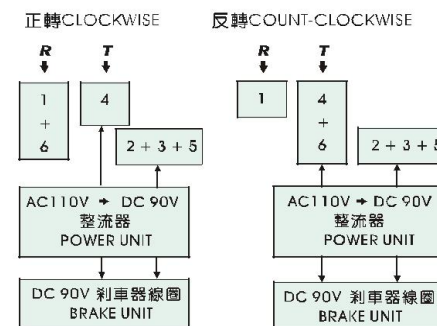 正轉CLOCKWISE
R T
1
+
6
4
2 + 3 + 5
AC110V → DC 90V
整流器
POWER UNIT
DC 90V 剎車器線圈
BRAKE UNIT
反轉COUNT-CLOCKWISE
R T
1
4
+
6
2 + 3 + 5
AC110V → DC 90V
整流器
POWER UNIT
DC 90V 剎車器線圈
BRAKE UNIT